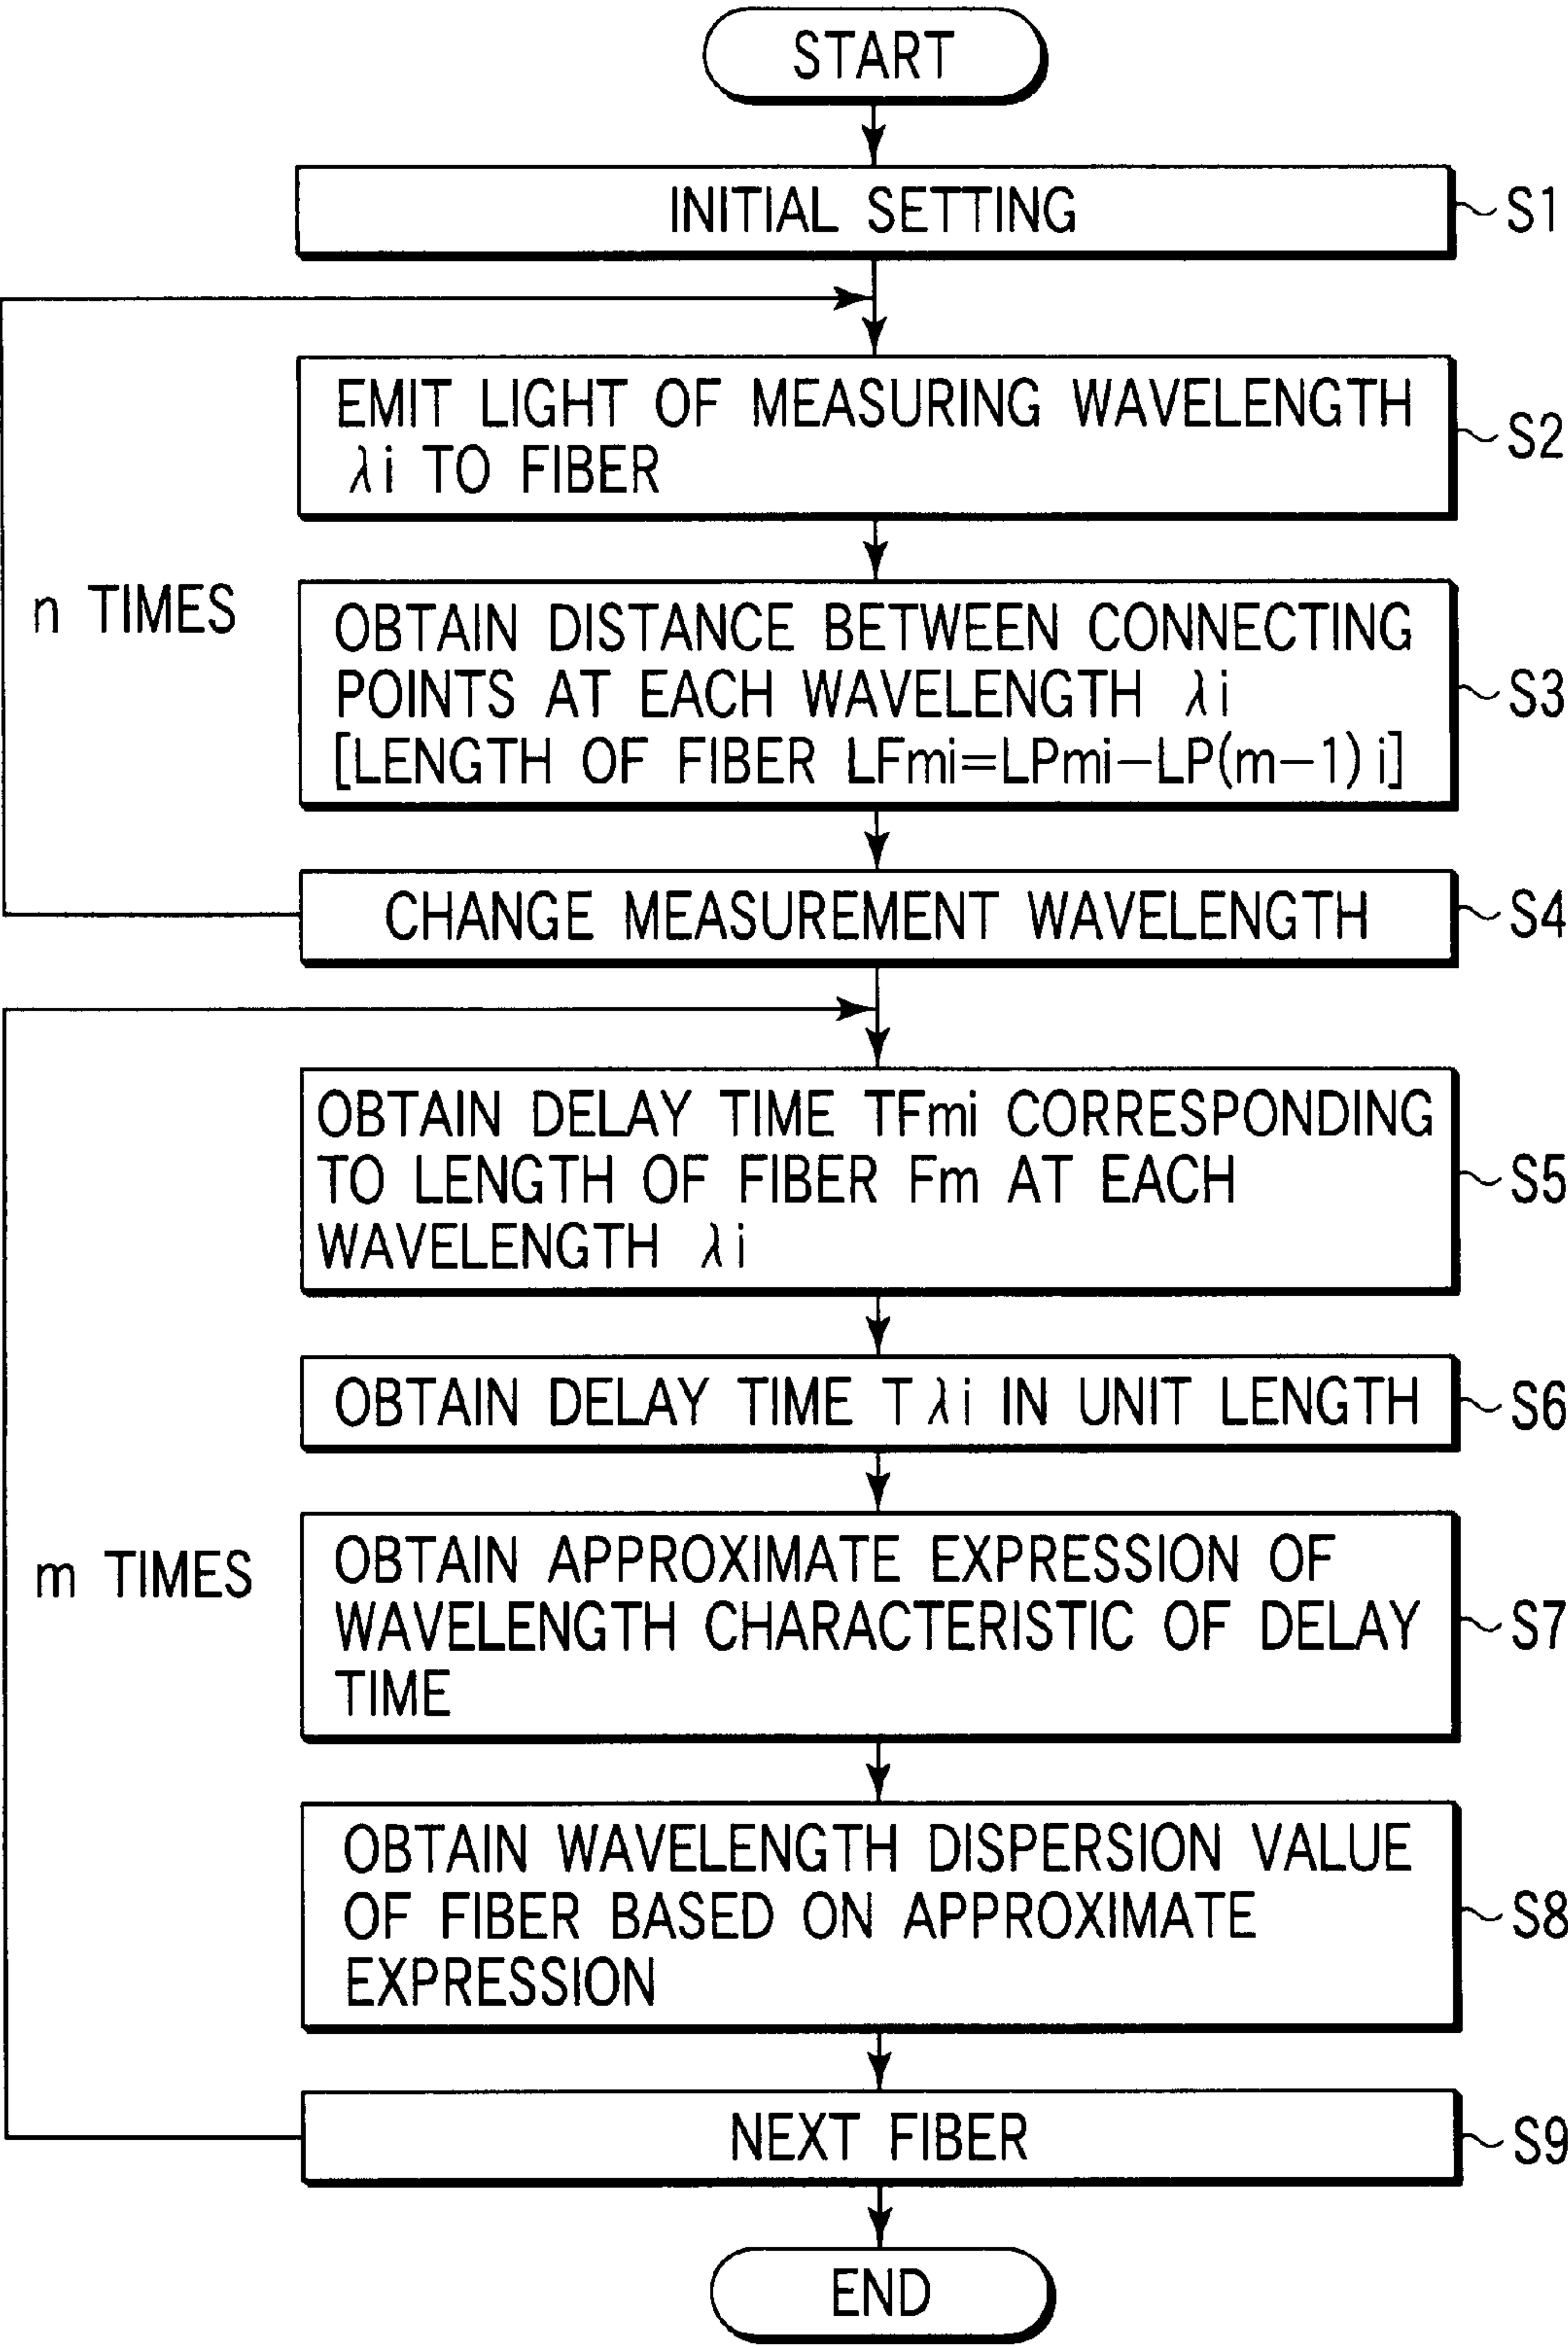 START
INITIAL SETTING
S1
EMIT LIGHT OF MEASURING WAVELENGTH
λi TO FIBER
S2
n TIMES
OBTAIN DISTANCE BETWEEN CONNECTING
POINTS AT EACH WAVELENGTH λi
[LENGTH OF FIBER LFmi=LPmi−LP(m−1)i]
S3
CHANGE MEASUREMENT WAVELENGTH
S4
OBTAIN DELAY TIME TFmi CORRESPONDING
TO LENGTH OF FIBER Fm AT EACH
WAVELENGTH λi
S5
OBTAIN DELAY TIME Tλi IN UNIT LENGTH
S6
m TIMES
OBTAIN APPROXIMATE EXPRESSION OF
WAVELENGTH CHARACTERISTIC OF DELAY
TIME
S7
OBTAIN WAVELENGTH DISPERSION VALUE
OF FIBER BASED ON APPROXIMATE
EXPRESSION
S8
NEXT FIBER
S9
END